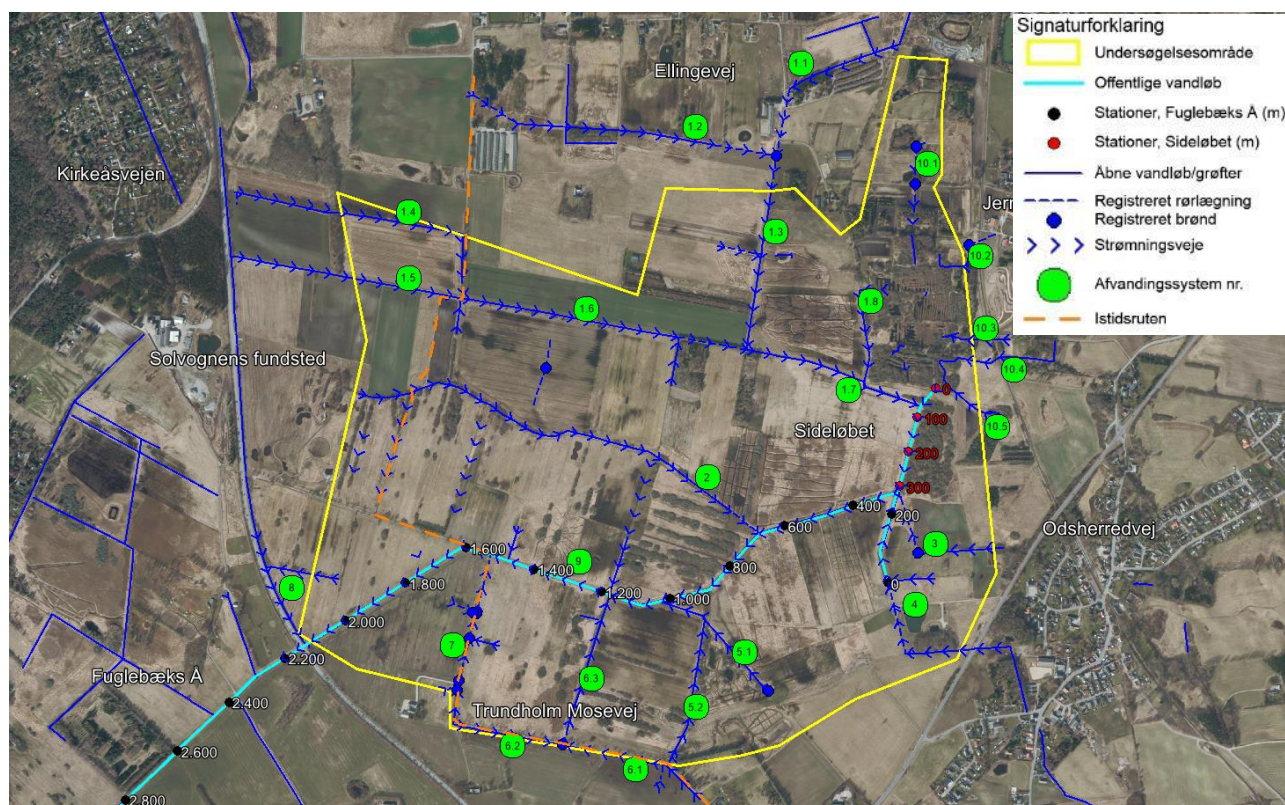 Signaturforklaring
Undersøgelsesområde
Offentlige vandløb
Stationer, Fuglebæks Å (m)
Stationer, Sideløbet (m)
Åbne vandløb/grøfter
Registreret rørlægning
Registreret brønd
Strømningsveje
Afvandingssystem nr.
Istidsruten
1.1
Ellingevej
1.2
Kirkeåsvejen
10.1
Jern
1.4
1.3
10.2
1.5
1.6
1.8
10.3
Solvognens fundsted
10.4
1.7
0
100
10.5
Sideløbet
200
2
300
400
200
600
Odsherredvej
3
1.600
9
1.400
800
8
1.800
1.200
1.000
0
4
2.000
7
5.1
2.200
Fuglebæks Å
6.3
2.400
Trundholm Mosevej
5.2
6.2
2.600
6.1
2.800